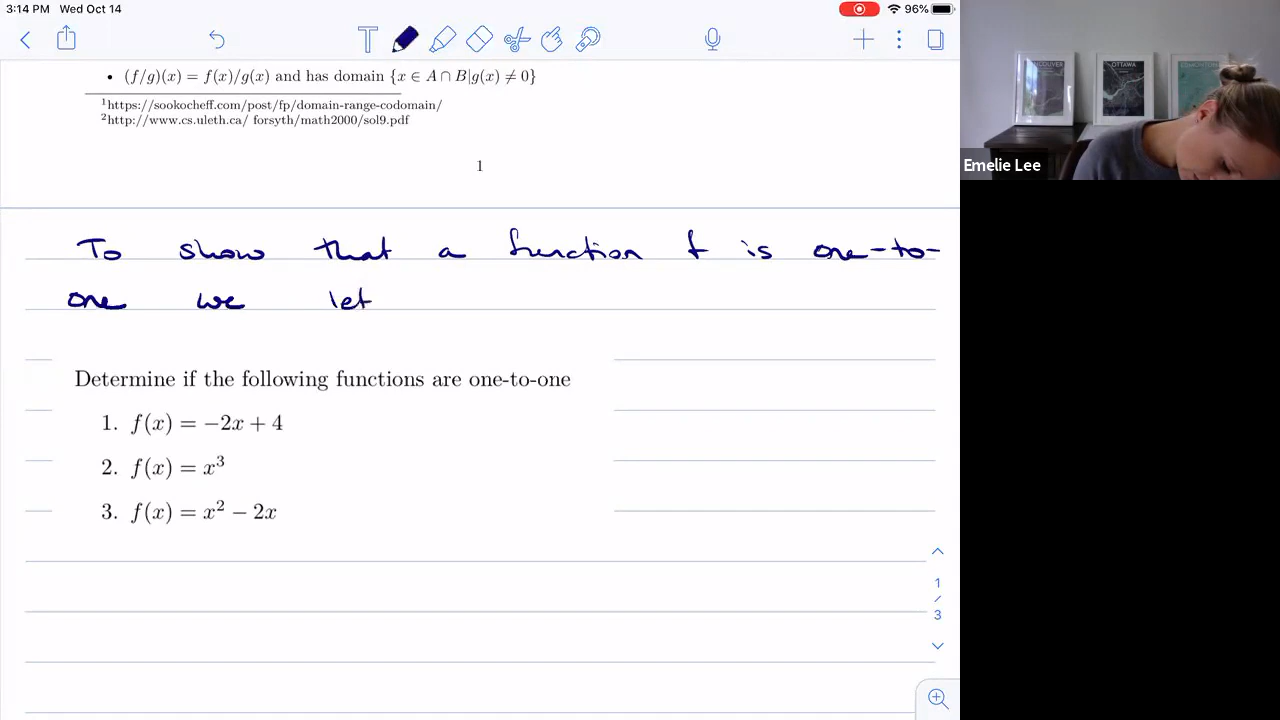 3:14 PM Wed Oct 14
96%
• (f/g)(x) = f(x)/g(x) and has domain {x ∈ A ∩ B|g(x) ≠ 0}
¹https://sookocheff.com/post/fp/domain-range-codomain/
²http://www.cs.uleth.ca/ forsyth/math2000/sol9.pdf
1
To show that a function f is one-to-
one we let
Determine if the following functions are one-to-one
1. f(x) = −2x + 4
2. f(x) = x³
3. f(x) = x² − 2x
1
/
3
VANCOUVER
OTTAWA
EDMONTON
Emelie Lee